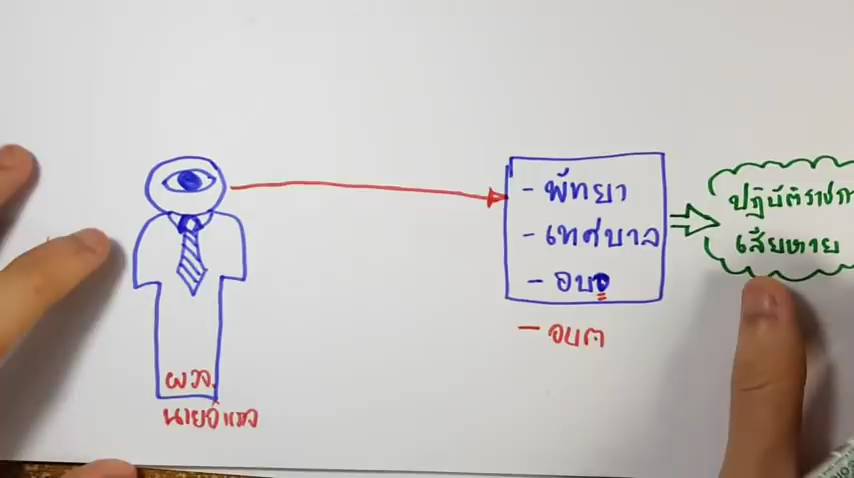 - พัทยา
- เทศบาล
- อบจ
- อบต
ปฏิบัติราชก
เสียหาย
ผวจ.
นายอำเภอ